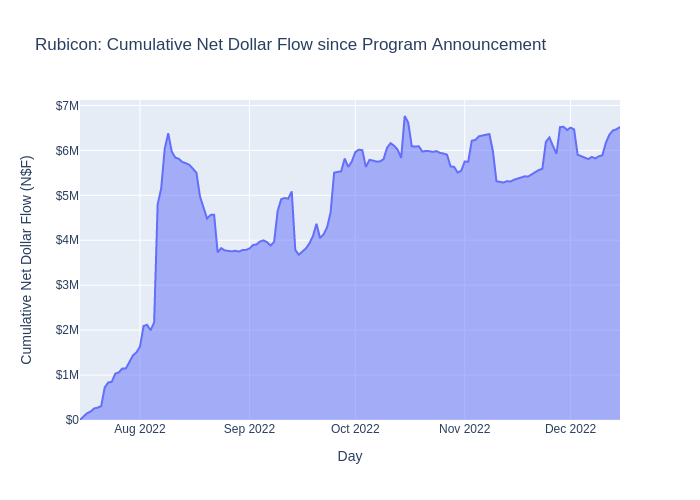 Rubicon: Cumulative Net Dollar Flow since Program Announcement
Cumulative Net Dollar Flow (N$F)
$7M
$6M
$5M
$4M
$3M
$2M
$1M
$0
Aug 2022
Sep 2022
Oct 2022
Nov 2022
Dec 2022
Day